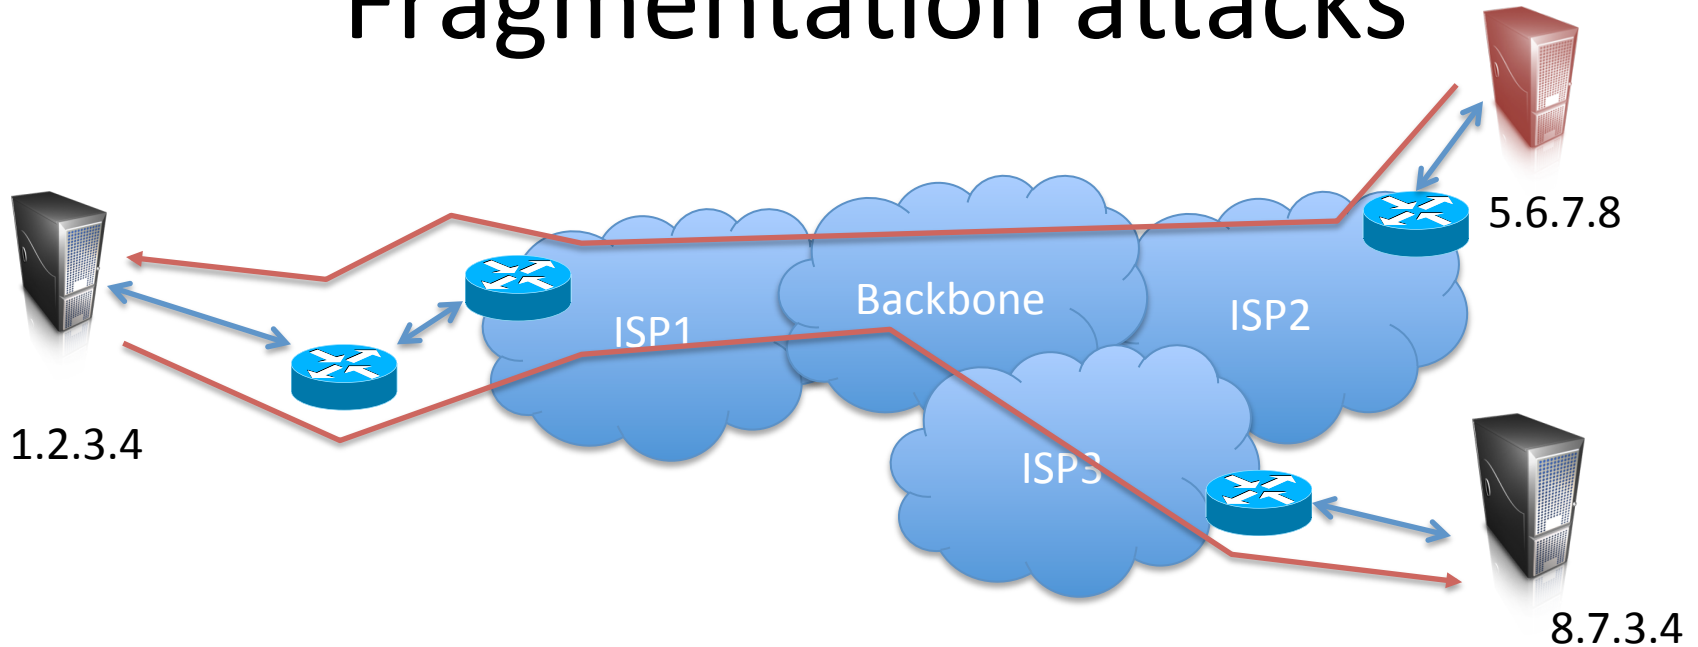 Fragmentation attacks
5.6.7.8
Backbone
ISP2
ISP1
1.2.3.4
ISP3
8.7.3.4